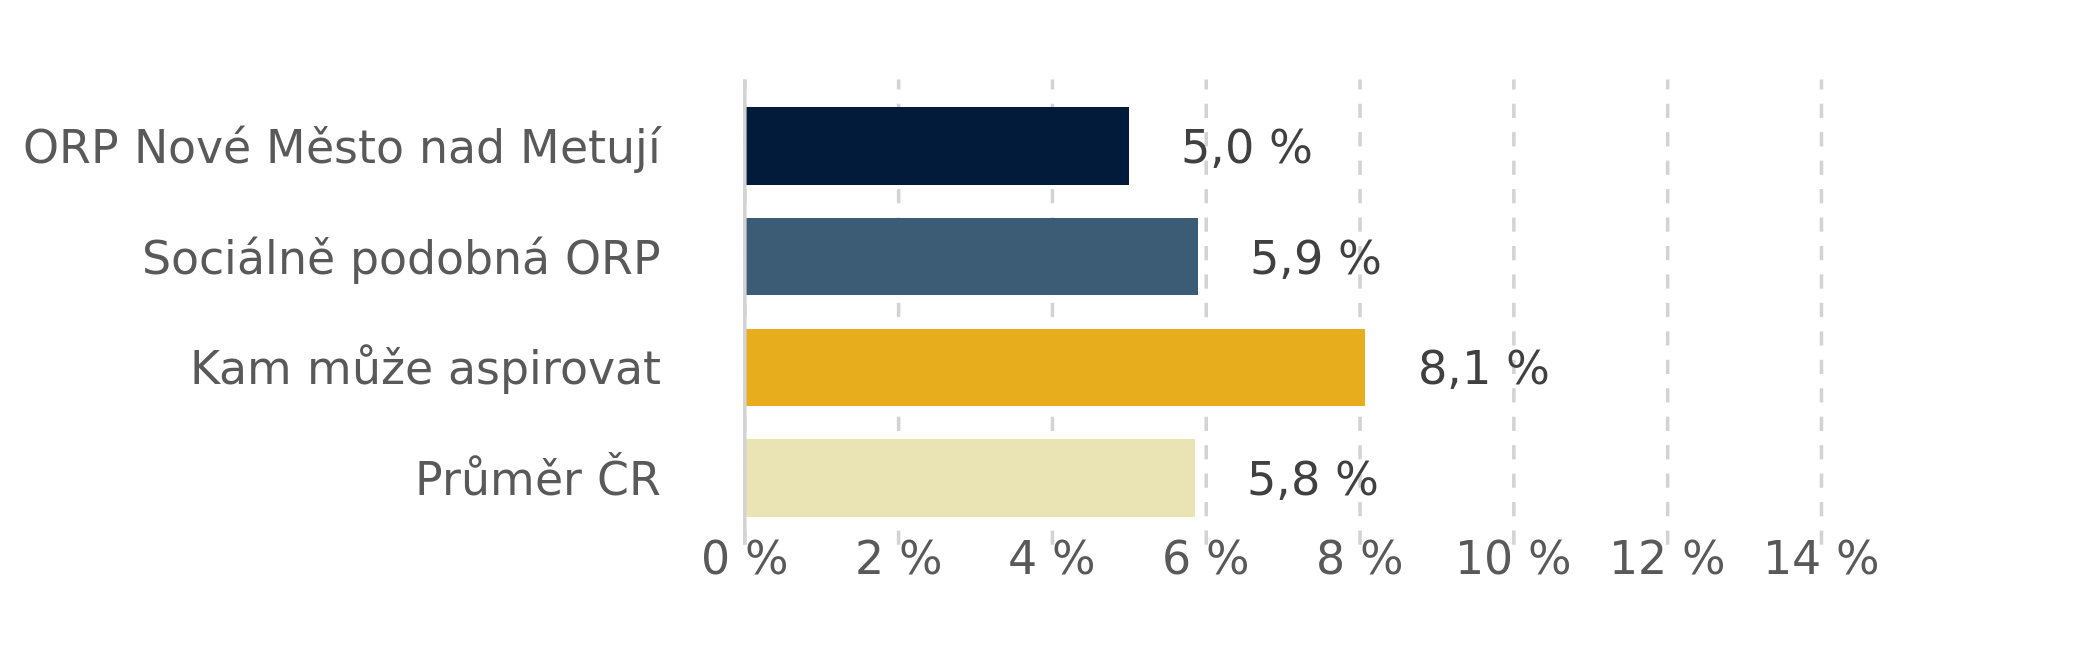 ORP Nové Město nad Metují 5,0 %
Sociálně podobná ORP 5,9 %
Kam může aspirovat 8,1 %
Průměr ČR 5,8 %
0 % 2 % 4 % 6 % 8 % 10 % 12 % 14 %